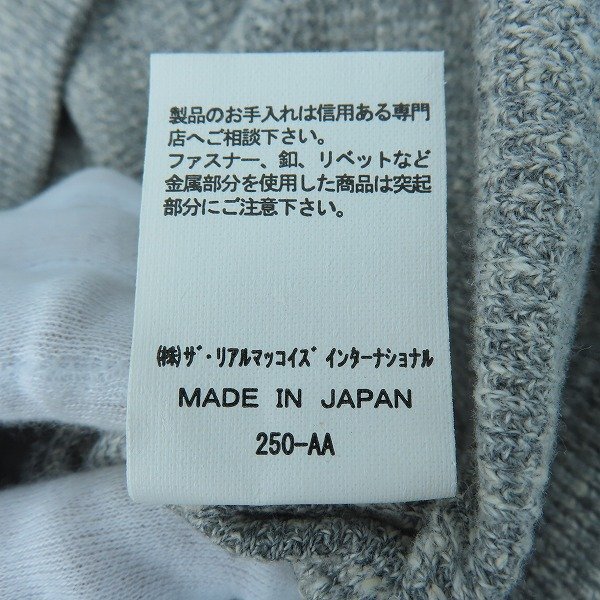 製品のお手入れは信用ある専門
店へご相談下さい。
ファスナー、釦、リベットなど
金属部分を使用した商品は突起
部分にご注意下さい。
㈱ｻﾞ･ﾘｱﾙﾏｯｺｲｽﾞ ｲﾝﾀｰﾅｼｮﾅﾙ
MADE IN JAPAN
250-AA